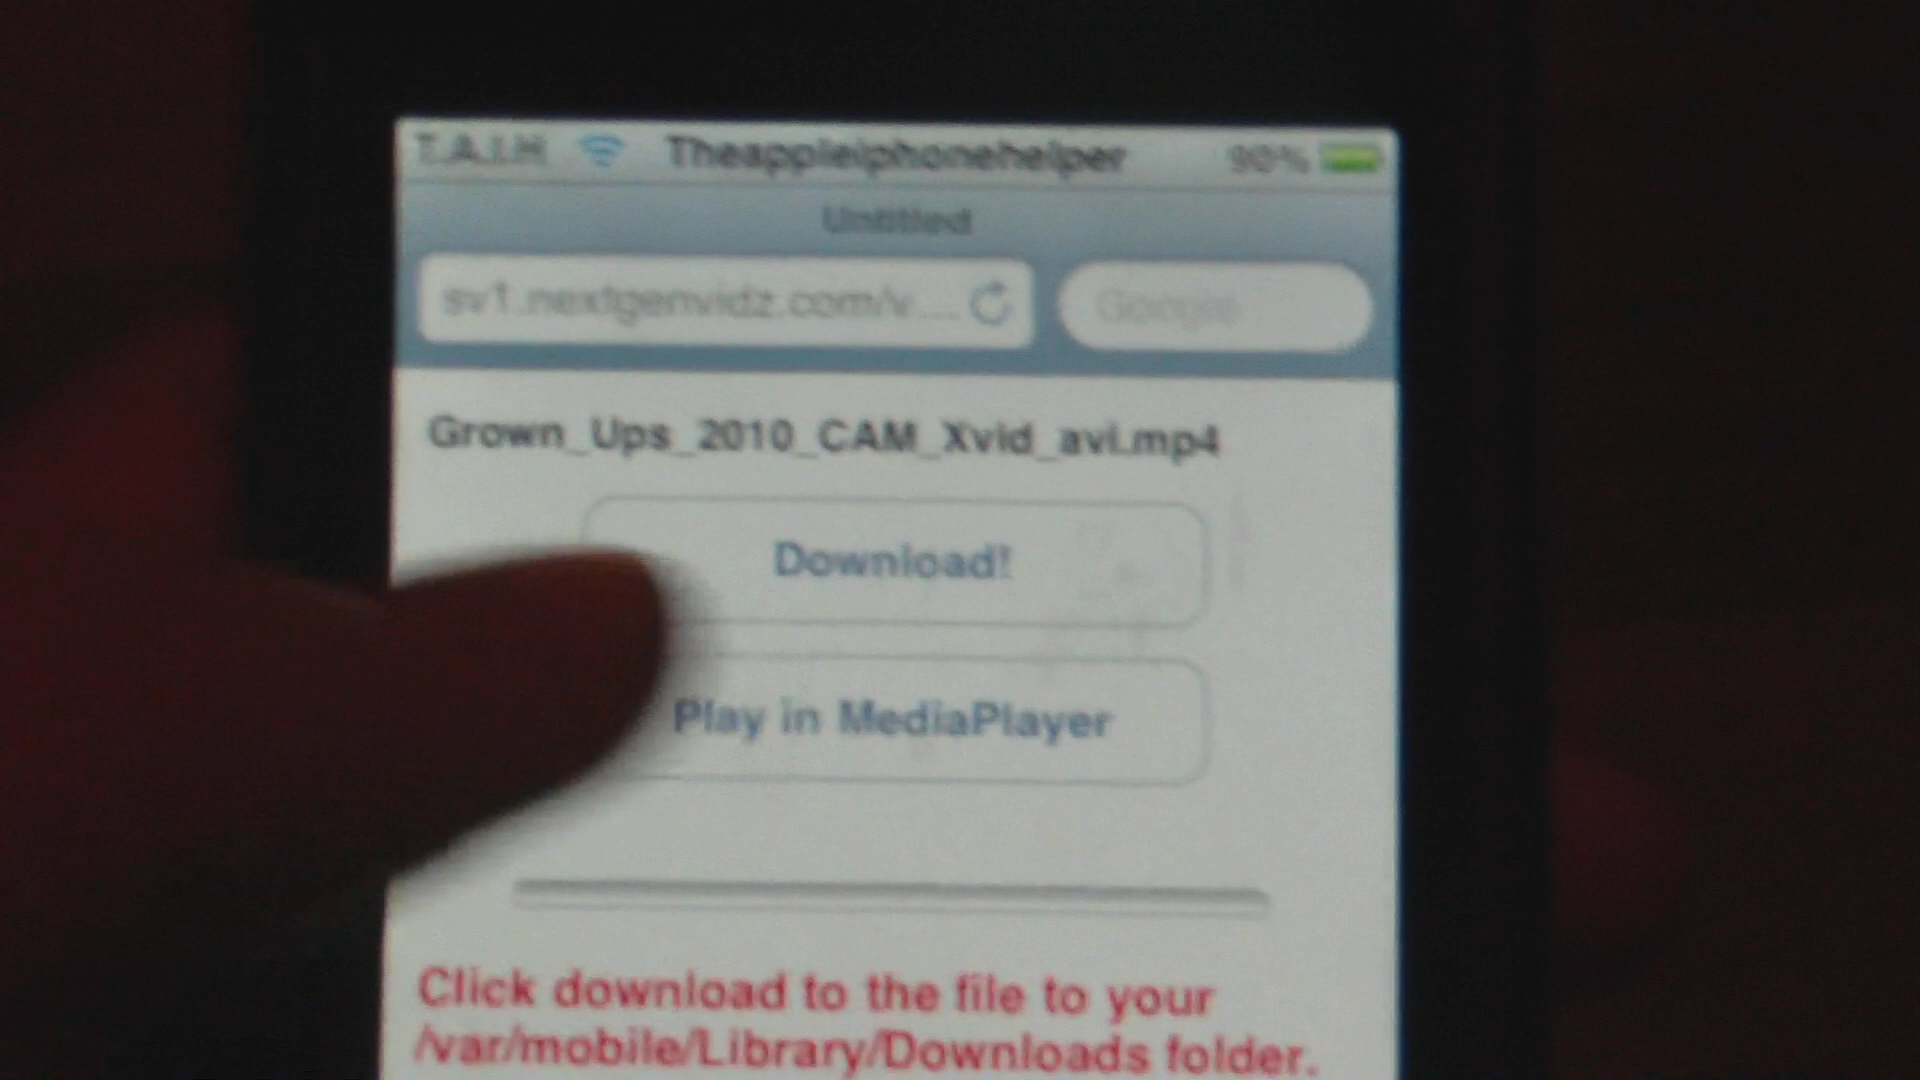 T.A.I.H Theappleiphonehelper 90%
Untitled
sv1.nextgenvidz.com/v... Google
Grown_Ups_2010_CAM_Xvid_avi.mp4
Download!
Play in MediaPlayer
Click download to the file to your
/var/mobile/Library/Downloads folder.